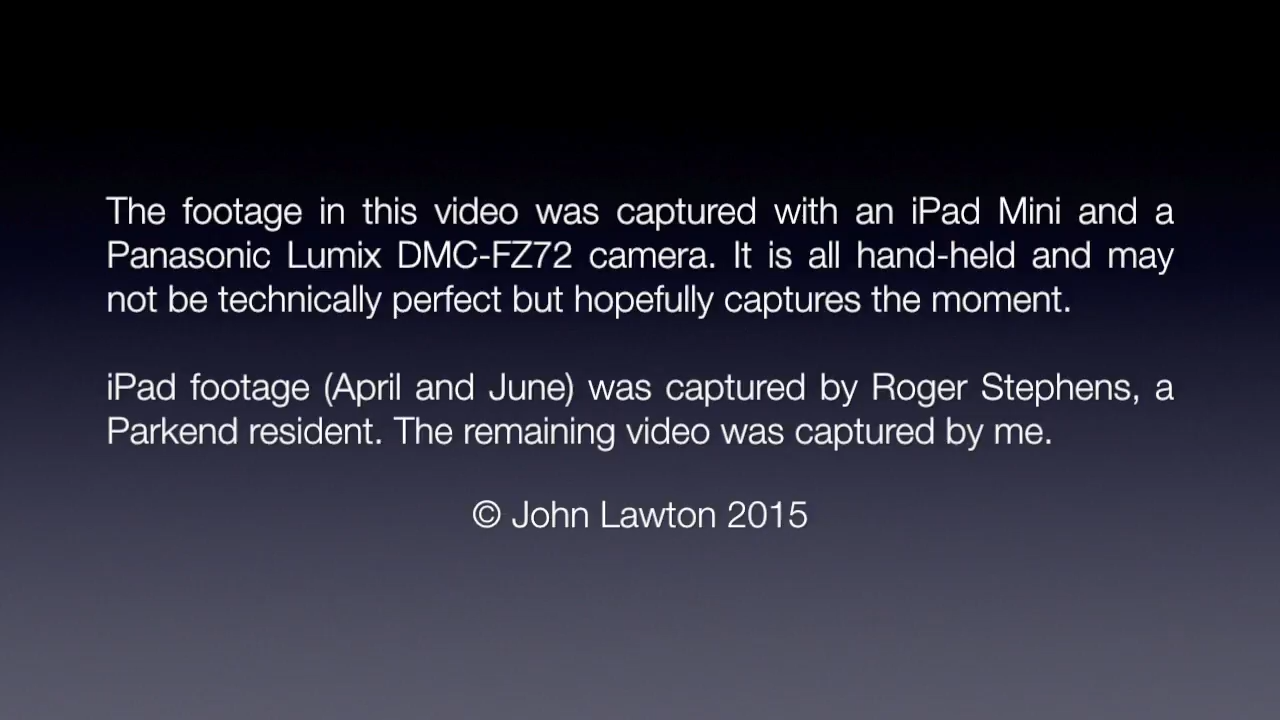 The footage in this video was captured with an iPad Mini and a
Panasonic Lumix DMC-FZ72 camera. It is all hand-held and may
not be technically perfect but hopefully captures the moment.
iPad footage (April and June) was captured by Roger Stephens, a
Parkend resident. The remaining video was captured by me.
© John Lawton 2015